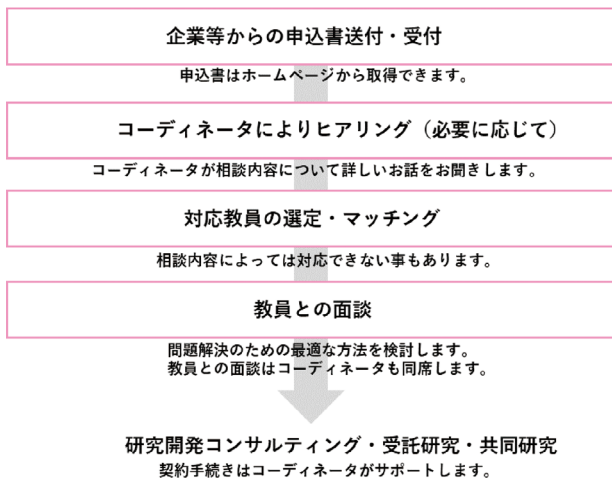 企業等からの申込書送付・受付
申込書はホームページから取得できます。
コーディネータによりヒアリング（必要に応じて）
コーディネータが相談内容について詳しいお話をお聞きします。
対応教員の選定・マッチング
相談内容によっては対応できない事もあります。
教員との面談
問題解決のための最適な方法を検討します。
教員との面談はコーディネータも同席します。
研究開発コンサルティング・受託研究・共同研究
契約手続きはコーディネータがサポートします。